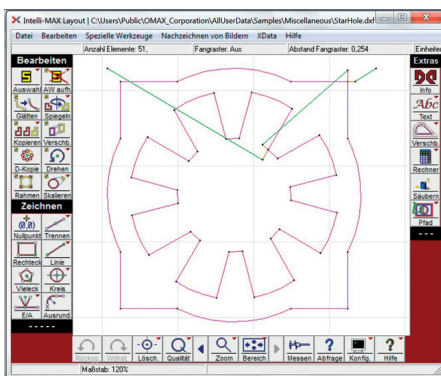 Intelli-MAX Layout | C:\Users\Public\OMAX_Corporation\AllUserData\Samples\Miscellaneous\StarHole.dxf
Datei Bearbeiten Spezielle Werkzeuge Nachzeichnen von Bildern XData Hilfe
Anzahl Elemente: 51, Fangraster: Aus Abstand Fangraster: 0,254 Einheiten
Bearbeiten Extras
Auswahl AW aufh. Info
Glätten Spiegeln Abc Text
Kopieren Verschb. Verschb.
D-Kopie Drehen Rechner
Rahmen Skalieren Säubern
Zeichnen Pfad
(0,0)
Nullpunkt Trennen
Rechteck Linie
Vieleck Kreis
E/A Ausrund.
Lösch. Qualität Zoom Bereich Messen Abfrage Konfig. Hilfe
Maßstab: 120%